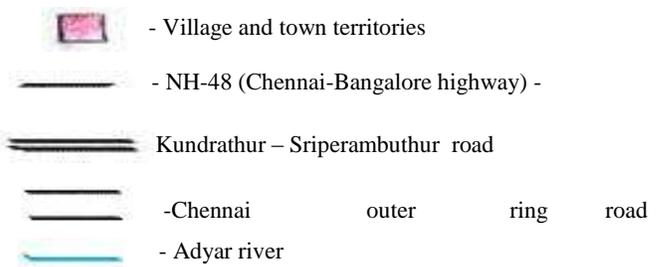 - Village and town territories
- NH-48 (Chennai-Bangalore highway) -
Kundrathur – Sriperambuthur road
-Chennai outer ring road
- Adyar river